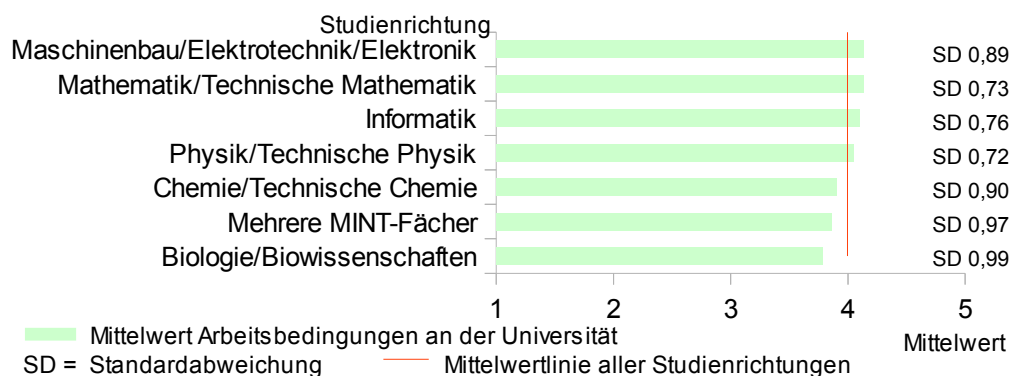 Studienrichtung
Maschinenbau/Elektrotechnik/Elektronik SD 0,89
Mathematik/Technische Mathematik SD 0,73
Informatik SD 0,76
Physik/Technische Physik SD 0,72
Chemie/Technische Chemie SD 0,90
Mehrere MINT-Fächer SD 0,97
Biologie/Biowissenschaften SD 0,99
1 2 3 4 5
Mittelwert
Mittelwert Arbeitsbedingungen an der Universität
SD = Standardabweichung Mittelwertlinie aller Studienrichtungen